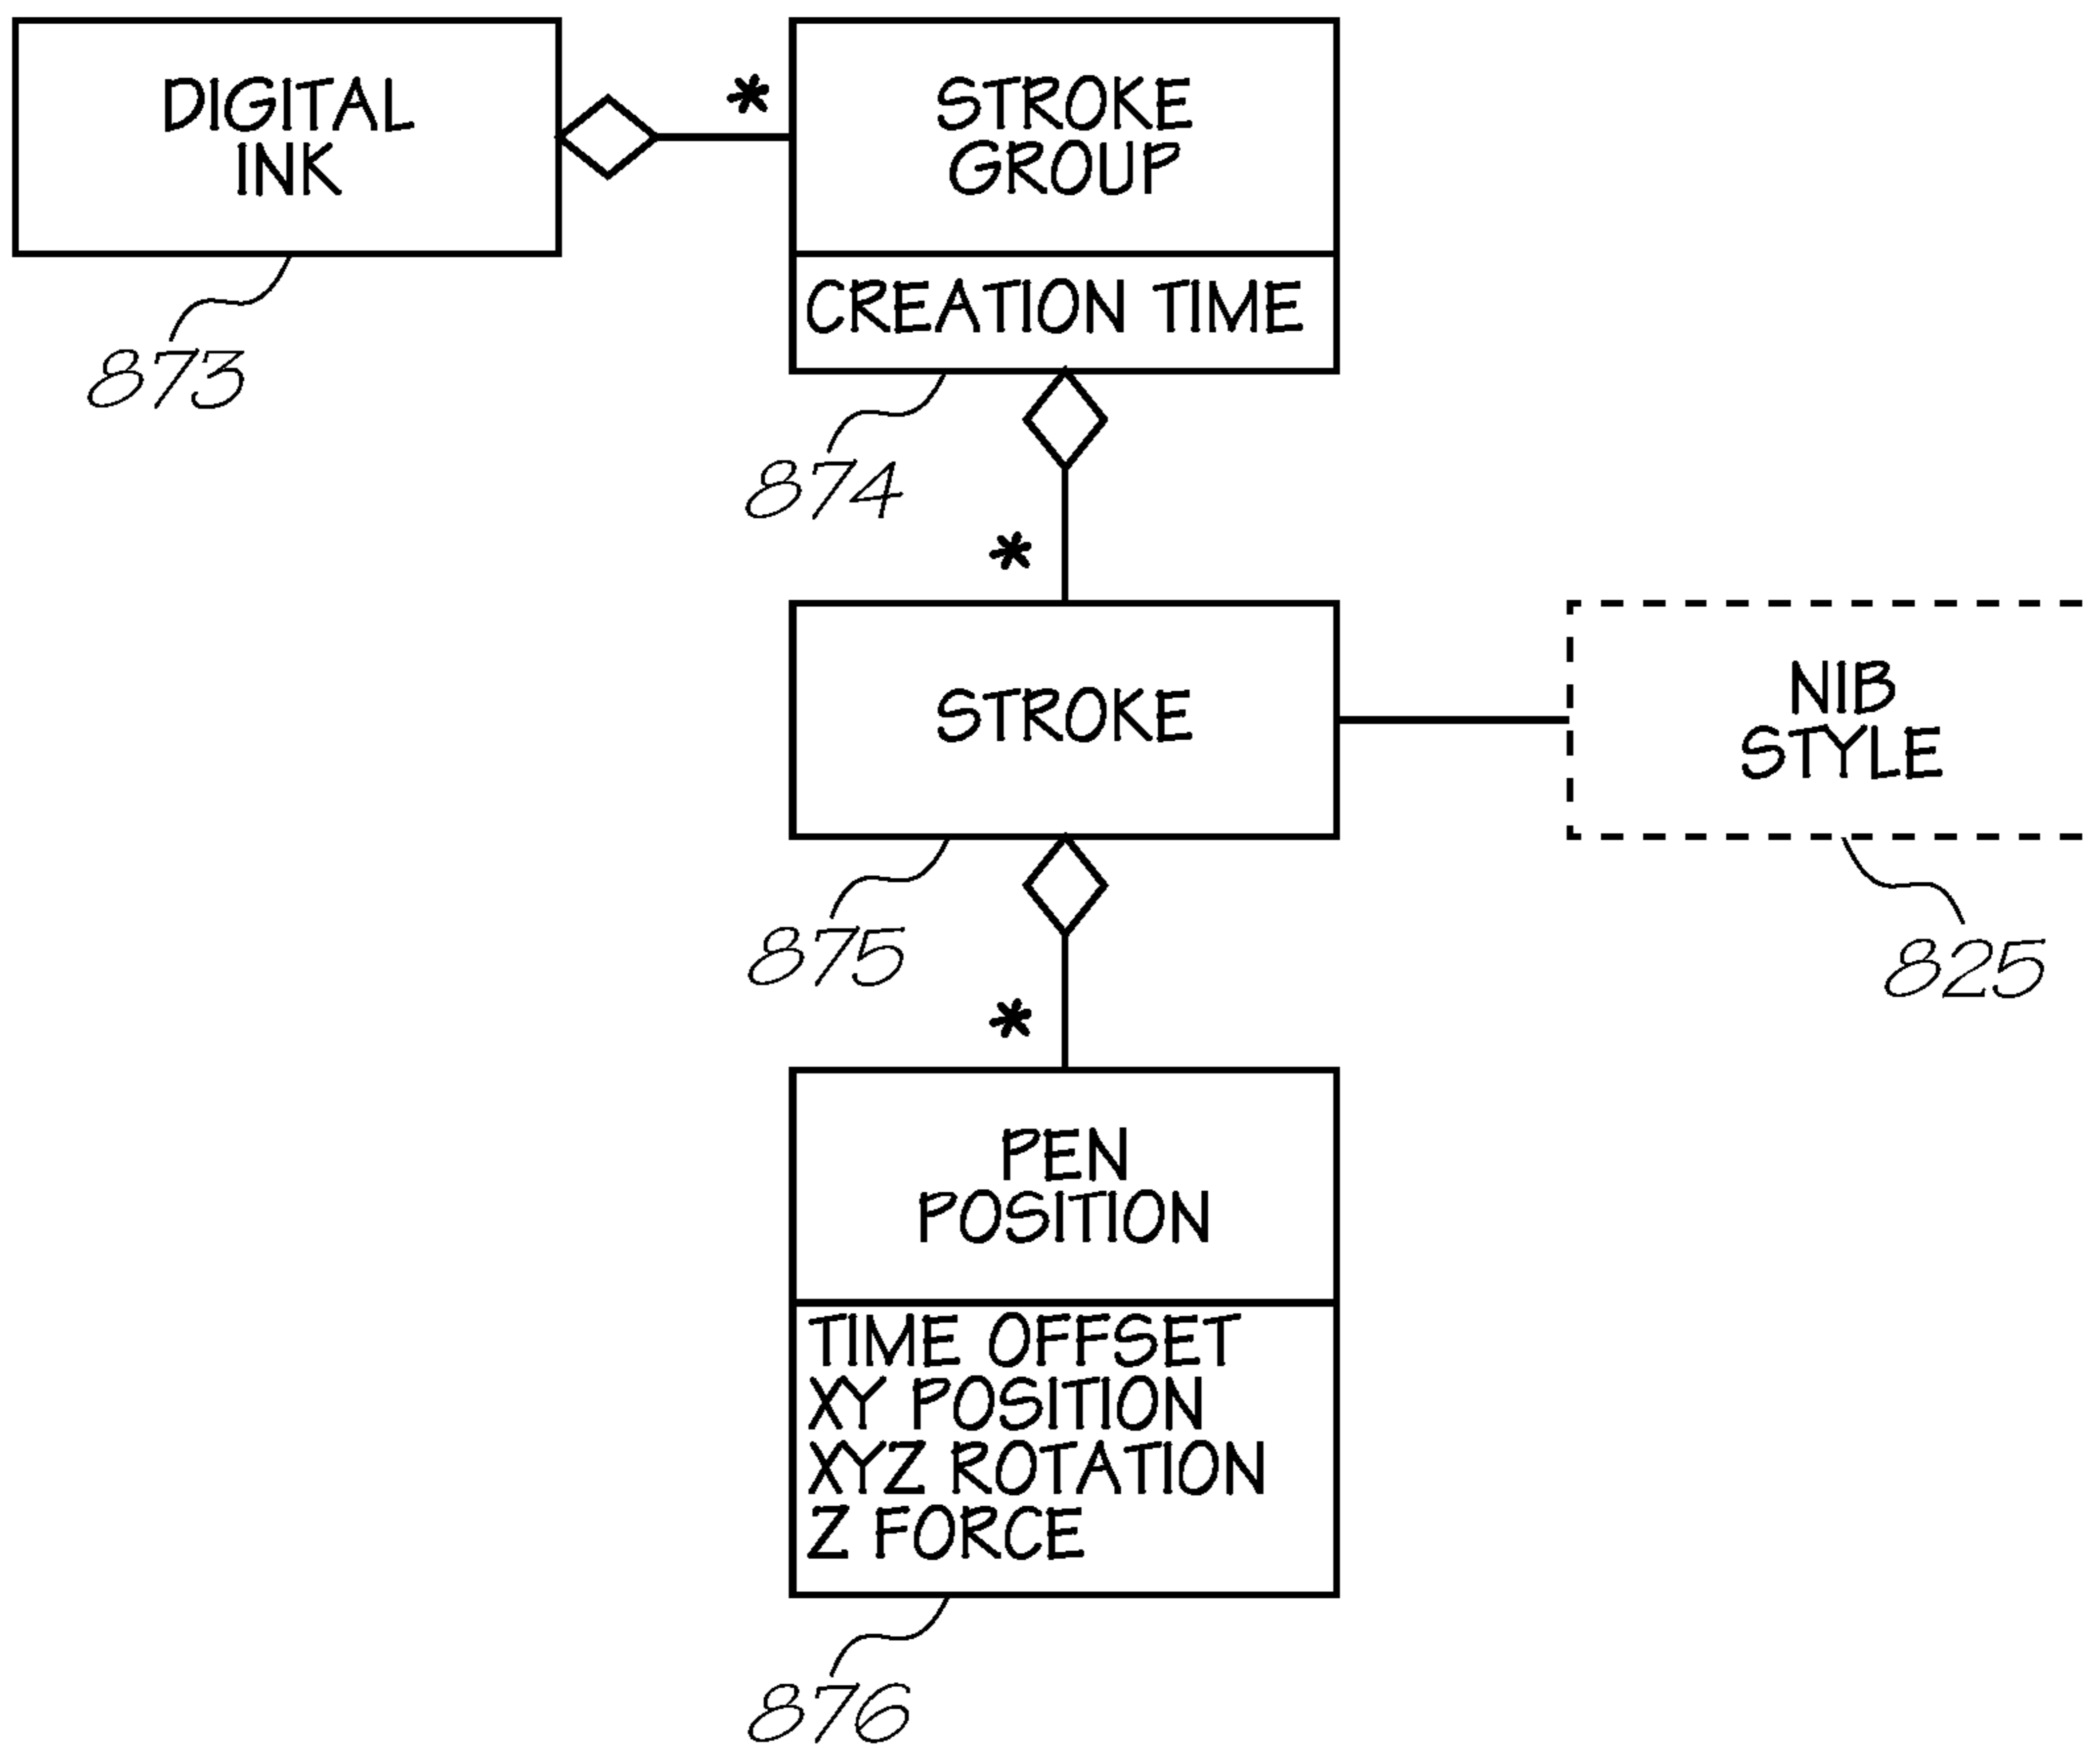 DIGITAL
INK
*
STROKE
GROUP
CREATION TIME
873
874
*
STROKE
NIB
STYLE
875
825
*
PEN
POSITION
TIME OFFSET
XY POSITION
XYZ ROTATION
Z FORCE
876